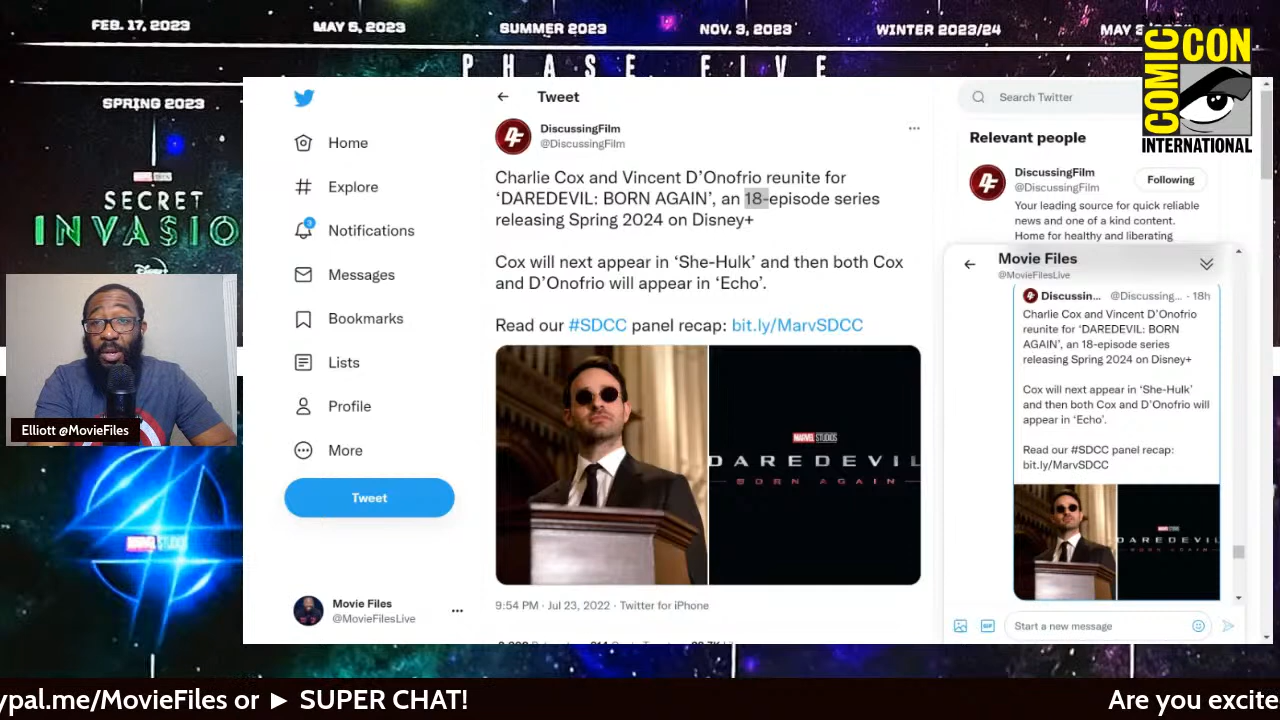 FEB. 17, 2023
MAY 5, 2023
SUMMER 2023
NOV. 3, 2023
WINTER 2023/24
PHASE FIVE
COMIC CON
INTERNATIONAL
SPRING 2023
SECRET
INVASIO
Disney
Elliott @MovieFiles
MARVEL STUDIOS
Home
Explore
Notifications
Messages
Bookmarks
Lists
Profile
More
Tweet
Movie Files
@MovieFilesLive
Tweet
DiscussingFilm
@DiscussingFilm
Charlie Cox and Vincent D’Onofrio reunite for
‘DAREDEVIL: BORN AGAIN’, an 18-episode series
releasing Spring 2024 on Disney+
Cox will next appear in ‘She-Hulk’ and then both Cox
and D’Onofrio will appear in ‘Echo’.
Read our #SDCC panel recap: bit.ly/MarvSDCC
MARVEL STUDIOS
DAREDEVIL
BORN AGAIN
9:54 PM · Jul 23, 2022 · Twitter for iPhone
Search Twitter
Relevant people
DiscussingFilm
@DiscussingFilm
Following
Your leading source for quick reliable
news and one of a kind content.
Home for healthy and liberating
Movie Files
@MovieFilesLive
Discussin... @Discussing... · 18h
Charlie Cox and Vincent D’Onofrio
reunite for ‘DAREDEVIL: BORN
AGAIN’, an 18-episode series
releasing Spring 2024 on Disney+
Cox will next appear in ‘She-Hulk’
and then both Cox and D’Onofrio will
appear in ‘Echo’.
Read our #SDCC panel recap:
bit.ly/MarvSDCC
DAREDEVIL
BORN AGAIN
GIF
Start a new message
ypal.me/MovieFiles or ► SUPER CHAT!
Are you excite